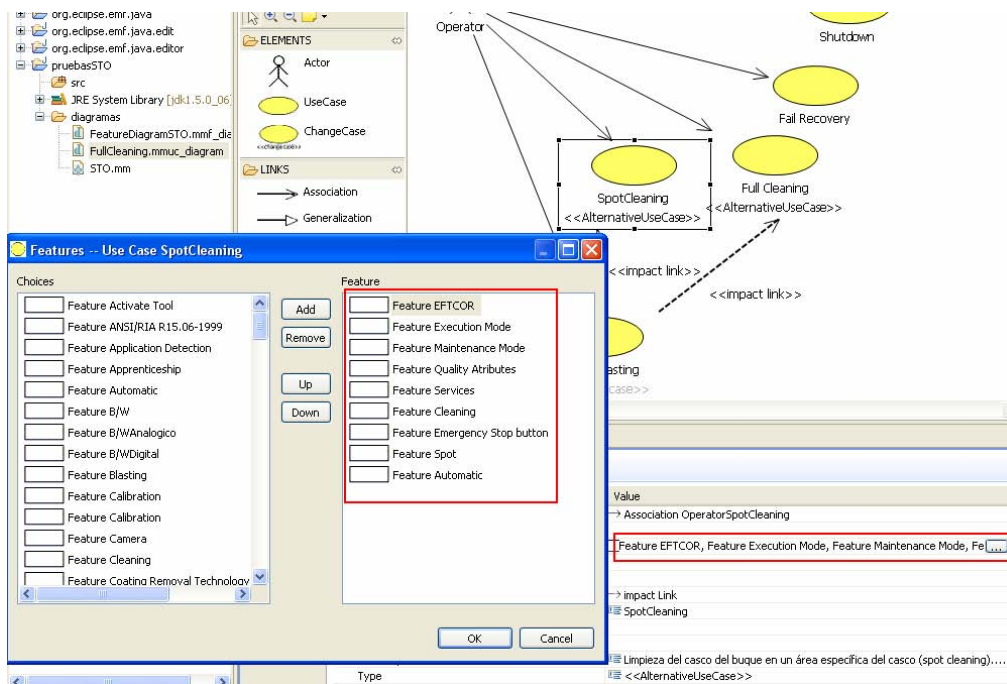 org.eclipse.emf.java
org.eclipse.emf.java.edit
org.eclipse.emf.java.editor
pruebasSTO
src
JRE System Library [jdk1.5.0_06]
diagramas
FeatureDiagramSTO.mmf_dia
FullCleaning.mmuc_diagram
STO.mm
ELEMENTS
Actor
UseCase
ChangeCase
<<changecase>>
LINKS
Association
Generalization
Operator
Shutdown
Fail Recovery
SpotCleaning
<<AlternativeUseCase>>
Full Cleaning
<<AlternativeUseCase>>
<<impact link>>
<<impact link>>
asting
case>>
Features -- Use Case SpotCleaning
Choices
Feature Activate Tool
Feature ANSI/RIA R15.06-1999
Feature Application Detection
Feature Apprenticeship
Feature Automatic
Feature B/W
Feature B/WAnalogico
Feature B/WDigital
Feature Blasting
Feature Calibration
Feature Calibration
Feature Camera
Feature Cleaning
Feature Coating Removal Technology
Add
Remove
Up
Down
Feature
Feature EFTCOR
Feature Execution Mode
Feature Maintenance Mode
Feature Quality Atributes
Feature Services
Feature Cleaning
Feature Emergency Stop button
Feature Spot
Feature Automatic
OK
Cancel
Value
Association OperatorSpotCleaning
Feature EFTCOR, Feature Execution Mode, Feature Maintenance Mode, Fe ...
impact Link
SpotCleaning
Limpieza del casco del buque en un área específica del casco (spot cleaning)....
Type
<<AlternativeUseCase>>